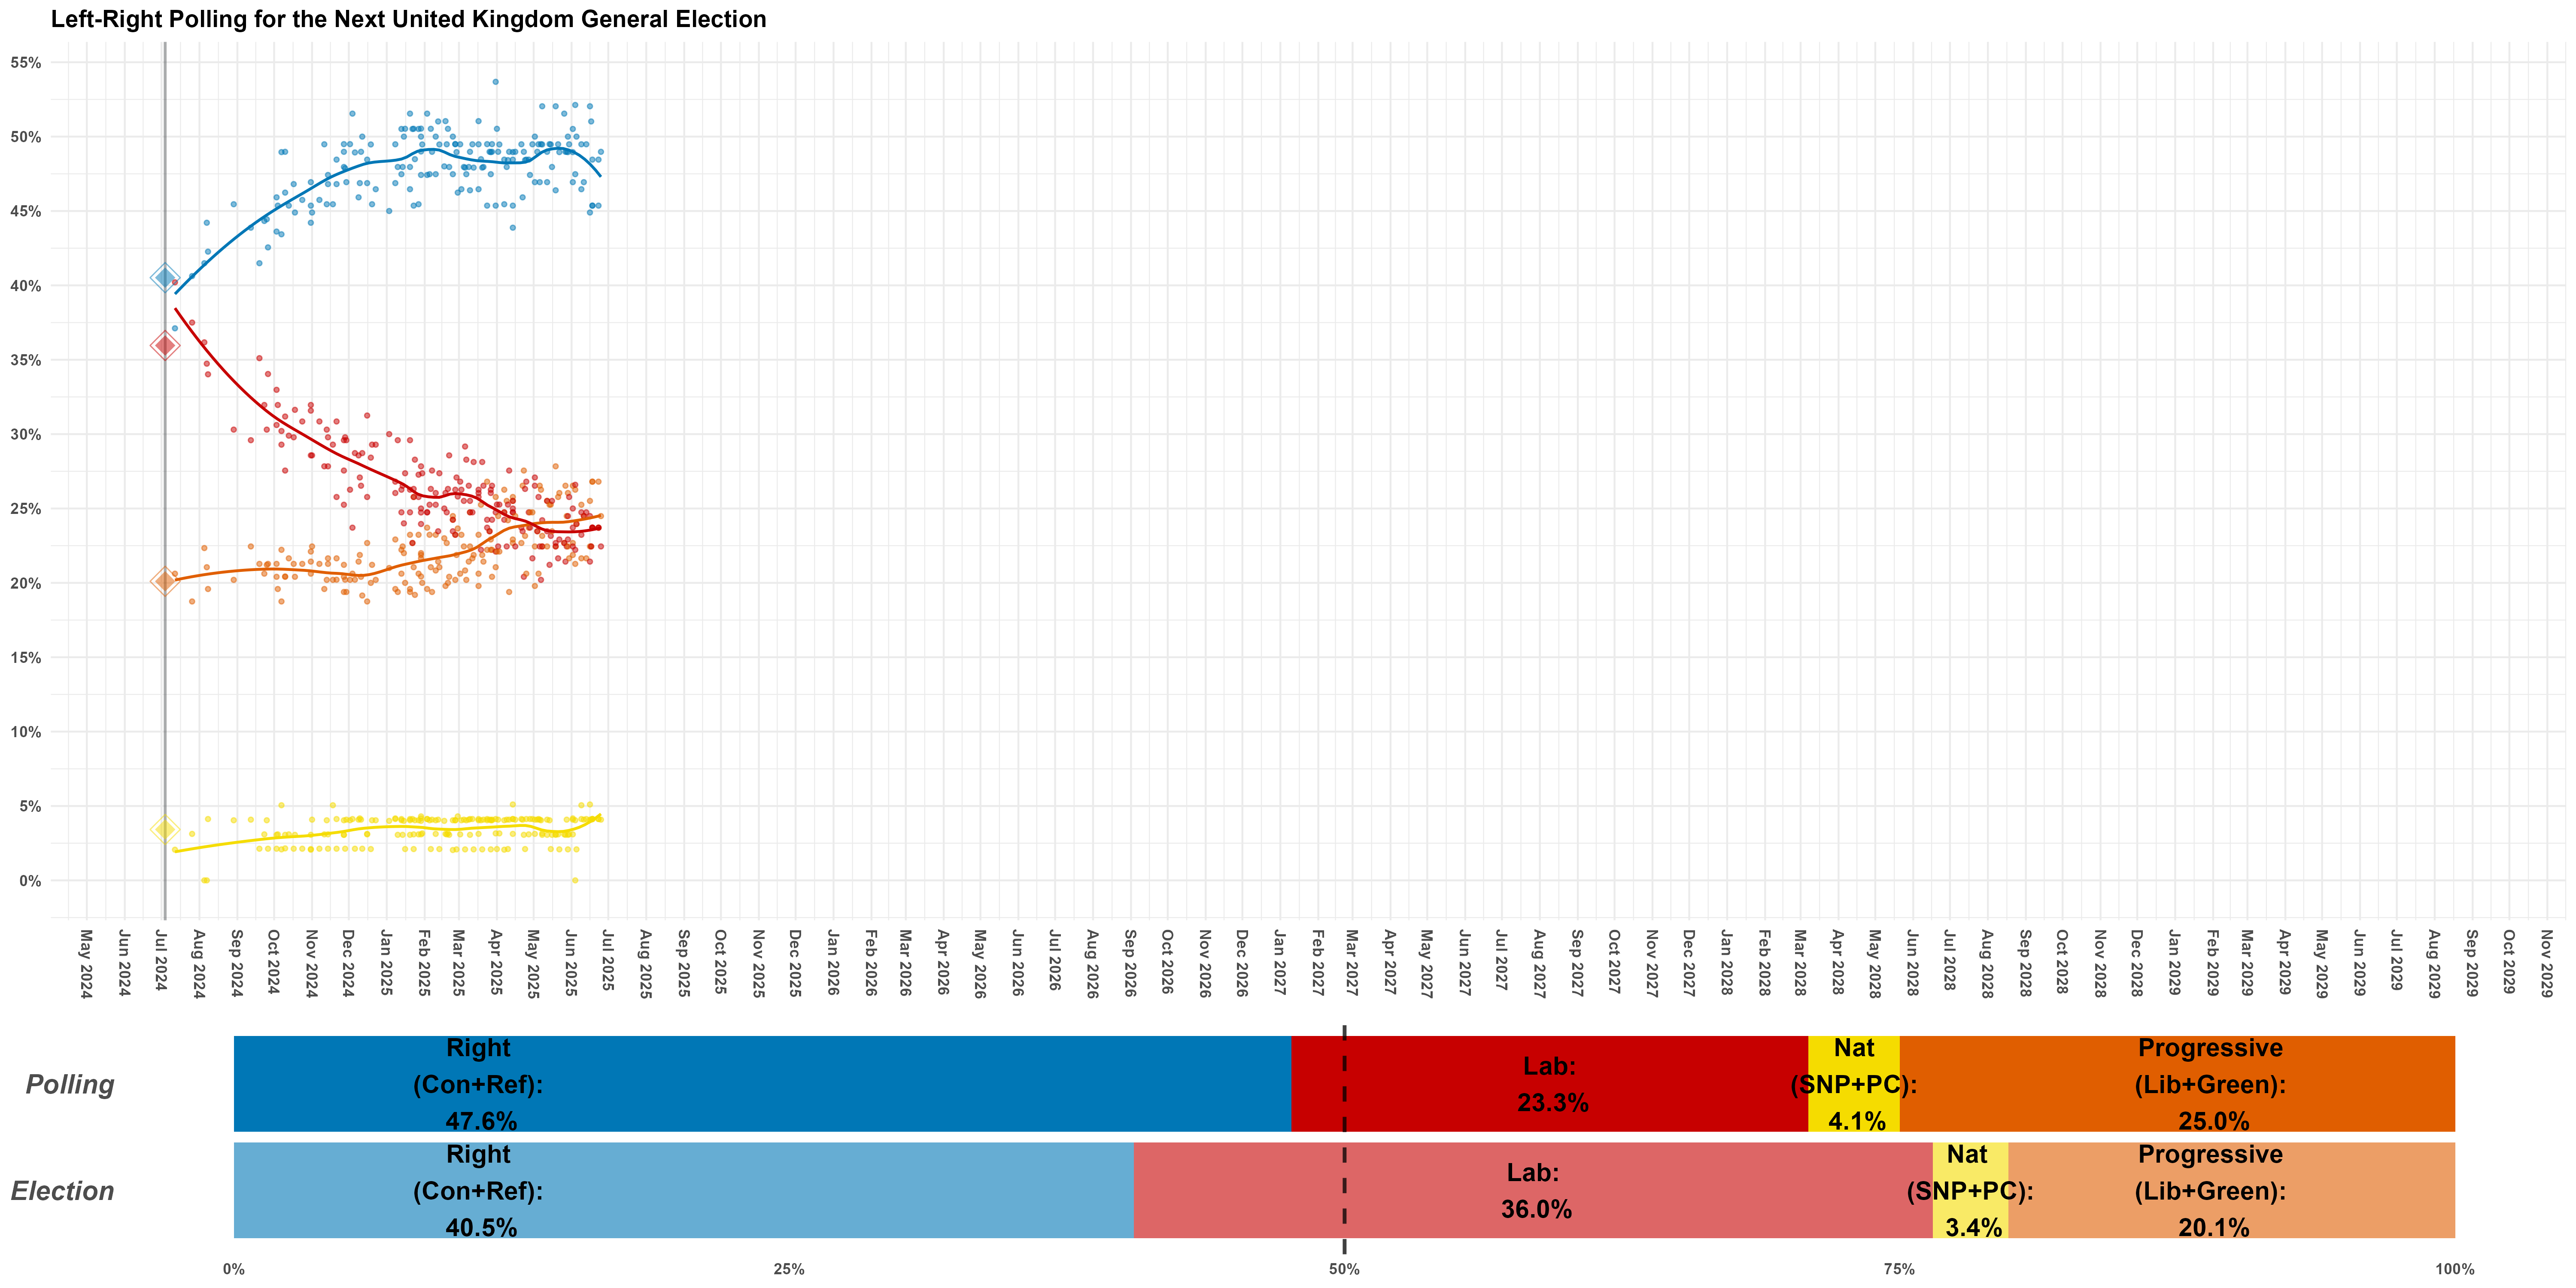 Left-Right Polling for the Next United Kingdom General Election
55%
50%
45%
40%
35%
30%
25%
20%
15%
10%
5%
0%
May 2024
Jun 2024
Jul 2024
Aug 2024
Sep 2024
Oct 2024
Nov 2024
Dec 2024
Jan 2025
Feb 2025
Mar 2025
Apr 2025
May 2025
Jun 2025
Jul 2025
Aug 2025
Sep 2025
Oct 2025
Nov 2025
Dec 2025
Jan 2026
Feb 2026
Mar 2026
Apr 2026
May 2026
Jun 2026
Jul 2026
Aug 2026
Sep 2026
Oct 2026
Nov 2026
Dec 2026
Jan 2027
Feb 2027
Mar 2027
Apr 2027
May 2027
Jun 2027
Jul 2027
Aug 2027
Sep 2027
Oct 2027
Nov 2027
Dec 2027
Jan 2028
Feb 2028
Mar 2028
Apr 2028
May 2028
Jun 2028
Jul 2028
Aug 2028
Sep 2028
Oct 2028
Nov 2028
Dec 2028
Jan 2029
Feb 2029
Mar 2029
Apr 2029
May 2029
Jun 2029
Jul 2029
Aug 2029
Sep 2029
Oct 2029
Nov 2029
Polling
Right
(Con+Ref):
47.6%
Lab:
23.3%
Nat
(SNP+PC):
4.1%
Progressive
(Lib+Green):
25.0%
Election
Right
(Con+Ref):
40.5%
Lab:
36.0%
Nat
(SNP+PC):
3.4%
Progressive
(Lib+Green):
20.1%
0%
25%
50%
75%
100%